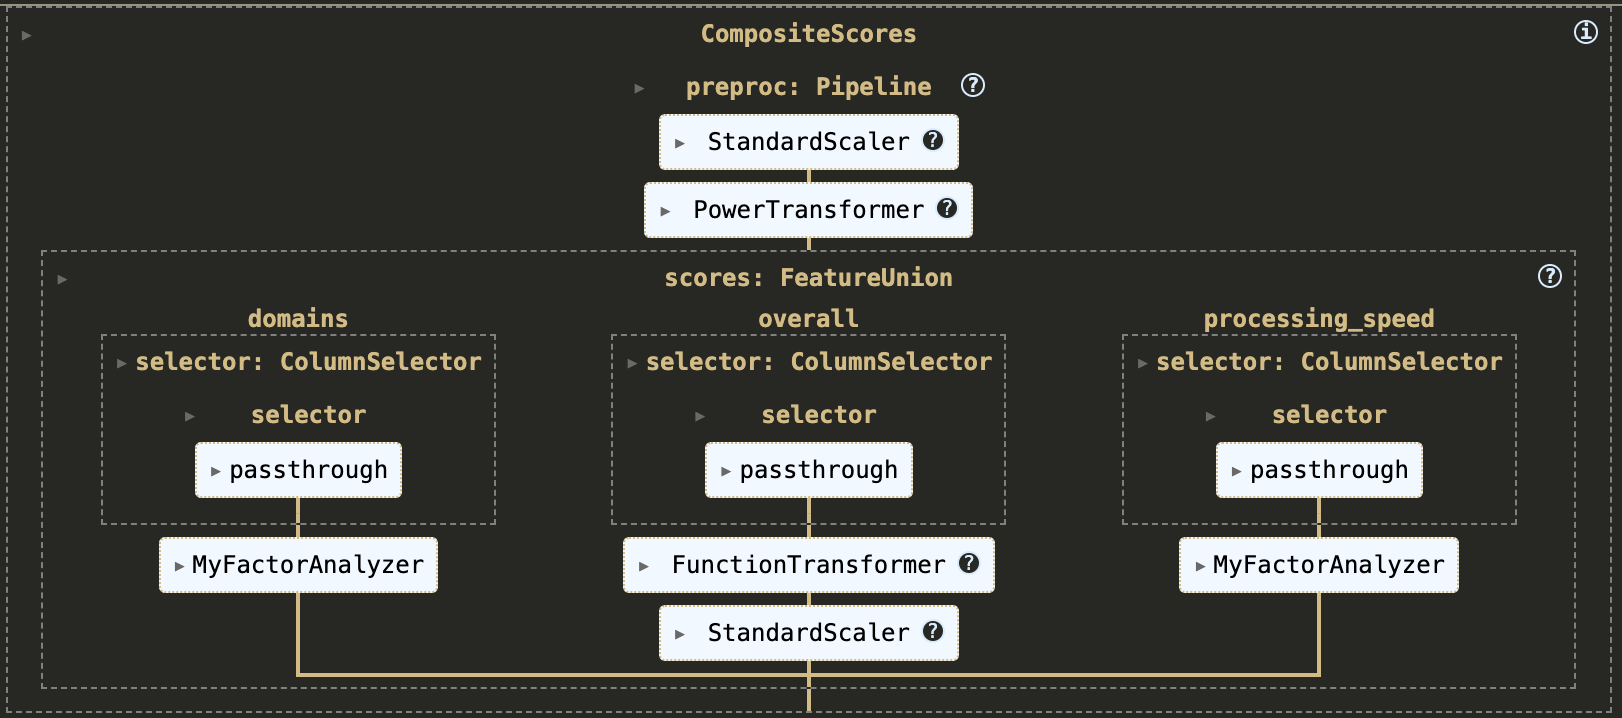 CompositeScores i
preproc: Pipeline ?
StandardScaler ?
PowerTransformer ?
scores: FeatureUnion ?
domains overall processing_speed
selector: ColumnSelector selector: ColumnSelector selector: ColumnSelector
selector selector selector
passthrough passthrough passthrough
MyFactorAnalyzer FunctionTransformer ? MyFactorAnalyzer
StandardScaler ?